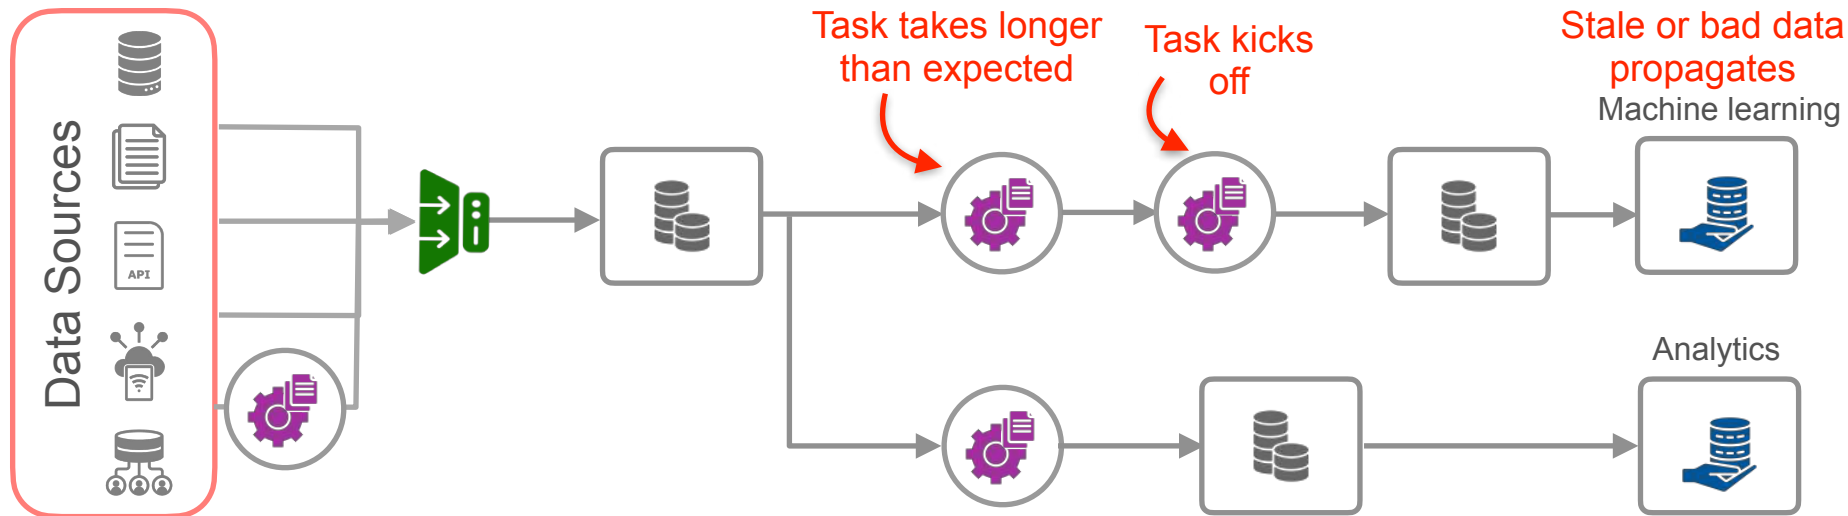 Task takes longer
than expected
Task kicks
off
Stale or bad data
propagates
Machine learning
Data Sources
API
Analytics